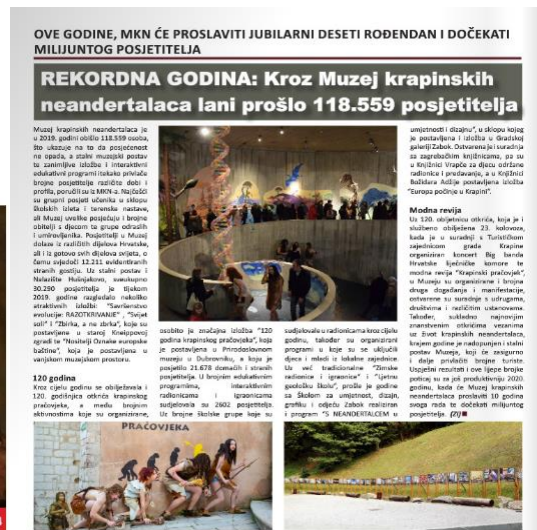 OVE GODINE, MKN ĆE PROSLAVITI JUBILARNI DESETI ROĐENDAN I DOČEKATI
MILIJUNTOG POSJETITELJA
REKORDNA GODINA: Kroz Muzej krapinskih
neandertalaca lani prošlo 118.559 posjetitelja
Muzej krapinskih neandertalaca je
u 2019. godini obišlo 118.559 osoba,
što ukazuje na to da posjećenost
ne opada, a stalni muzejski postav
te zanimljive izložbe i interaktivni
edukativni programi itekako privlače
brojne posjetitelje različite dobi i
profila, poručili su iz MKN-a. Najčešći
su grupni posjeti učenika u sklopu
školskih izleta i terenske nastave,
ali Muzej uvelike posjećuju i brojne
obitelji s djecom te grupe odraslih
i umirovljenika. Posjetitelji u Muzej
dolaze iz različitih dijelova Hrvatske,
ali i iz gotovo svih dijelova svijeta, o
čemu svjedoči 12.211 evidentiranih
stranih gostiju. Uz stalni postav i
Nalazište Hušnjakovo, sveukupno
30.290 posjetitelja je tijekom
2019. godine razgledalo nekoliko
atraktivnih izložbi: "Savršenstvo
evolucije: RAZOTKRIVANJE" , "Svijet
soli" i "Zbirka, a ne zbrka", koje su
postavljene u staroj Kneippovoj
zgradi te "Nositelji Oznake europske
baštine", koja je postavljena u
vanjskom muzejskom prostoru.
120 godina
Kroz cijelu godinu se obilježavala i
120. godišnjica otkrića krapinskog
pračovjeka, a među brojnim
aktivnostima koje su organizirane,
osobito je značajna izložba "120
godina krapinskog pračovjeka", koja
je postavljena u Prirodoslovnom
muzeju u Dubrovniku, a koju je
posjetilo 21.678 domaćih i stranih
posjetitelja. U brojnim edukativnim
programima, interaktivnim
radionicama i igraonicama
sudjelovala su 2602 posjetitelja.
Uz brojne školske grupe koje su
sudjelovale u radionicama kroz cijelu
godinu, također su organizirani
programi u koje su se uključili
djece i mladi iz lokalne zajednice.
Uz već tradicionalne "Zimske
radionice i igraonice" i "Ljetnu
geološku školu", prošle je godine
sa Školom za umjetnost, dizajn,
grafiku i odjeću Zabok realiziran
i program "S NEANDERTALCEM u
umjetnosti i dizajnu", u sklopu kojeg
je postavljena i izložba u Gradskoj
galeriji Zabok. Ostvarena je i suradnja
sa zagrebačkim knjižnicama, pa su
u Knjižnici Vrapče za djecu održane
radionice i predavanje, a u Knjižnici
Božidara Adžije postavljena izložba
"Europa počinje u Krapini".
Modna revija
Uz 120. obljetnicu otkrića, koja je i
službeno obilježena 23. kolovoza,
kada je u suradnji s Turističkom
zajednicom grada Krapine
organiziran koncert Big banda
Hrvatske liječničke komore te
modna revija "Krapinski pračovjek",
u Muzeju su organizirane i brojna
druga događanja i manifestacije,
ostvarene su suradnje s udrugama,
društvima i različitim ustanovama.
Također, sukladno najnovijim
znanstvenim otkrićima vezanima
uz život krapinskih neandertalaca,
krajem godine je nadopunjen i stalni
postav Muzeja, koji će zasigurno
i dalje privlačiti brojne turiste.
Uspješni rezultati i ove lijepe brojke
poticaj su za još produktivniju 2020.
godinu, kada će Muzej krapinskih
neandertalaca proslaviti 10 godina
svoga rada te dočekati milijuntog
posjetitelja. (ZI)
PRAČOVJEKA